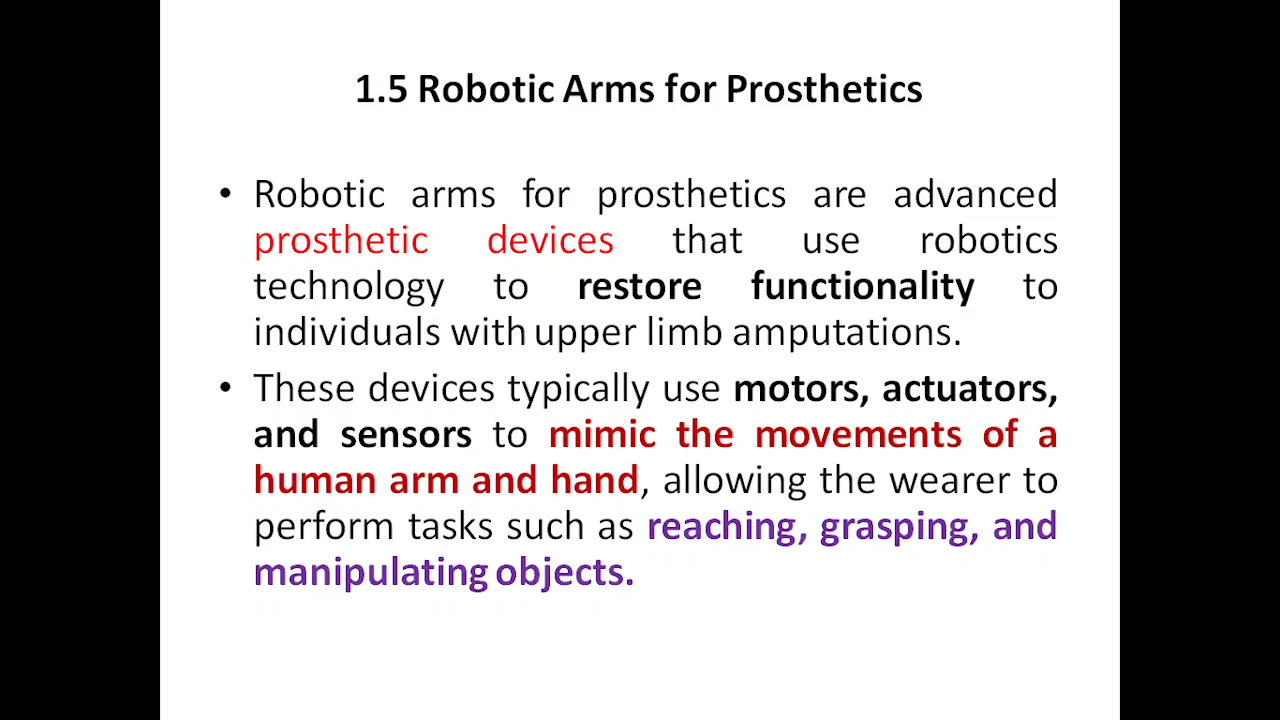 1.5 Robotic Arms for Prosthetics
• Robotic arms for prosthetics are advanced
prosthetic devices that use robotics
technology to restore functionality to
individuals with upper limb amputations.
• These devices typically use motors, actuators,
and sensors to mimic the movements of a
human arm and hand, allowing the wearer to
perform tasks such as reaching, grasping, and
manipulating objects.